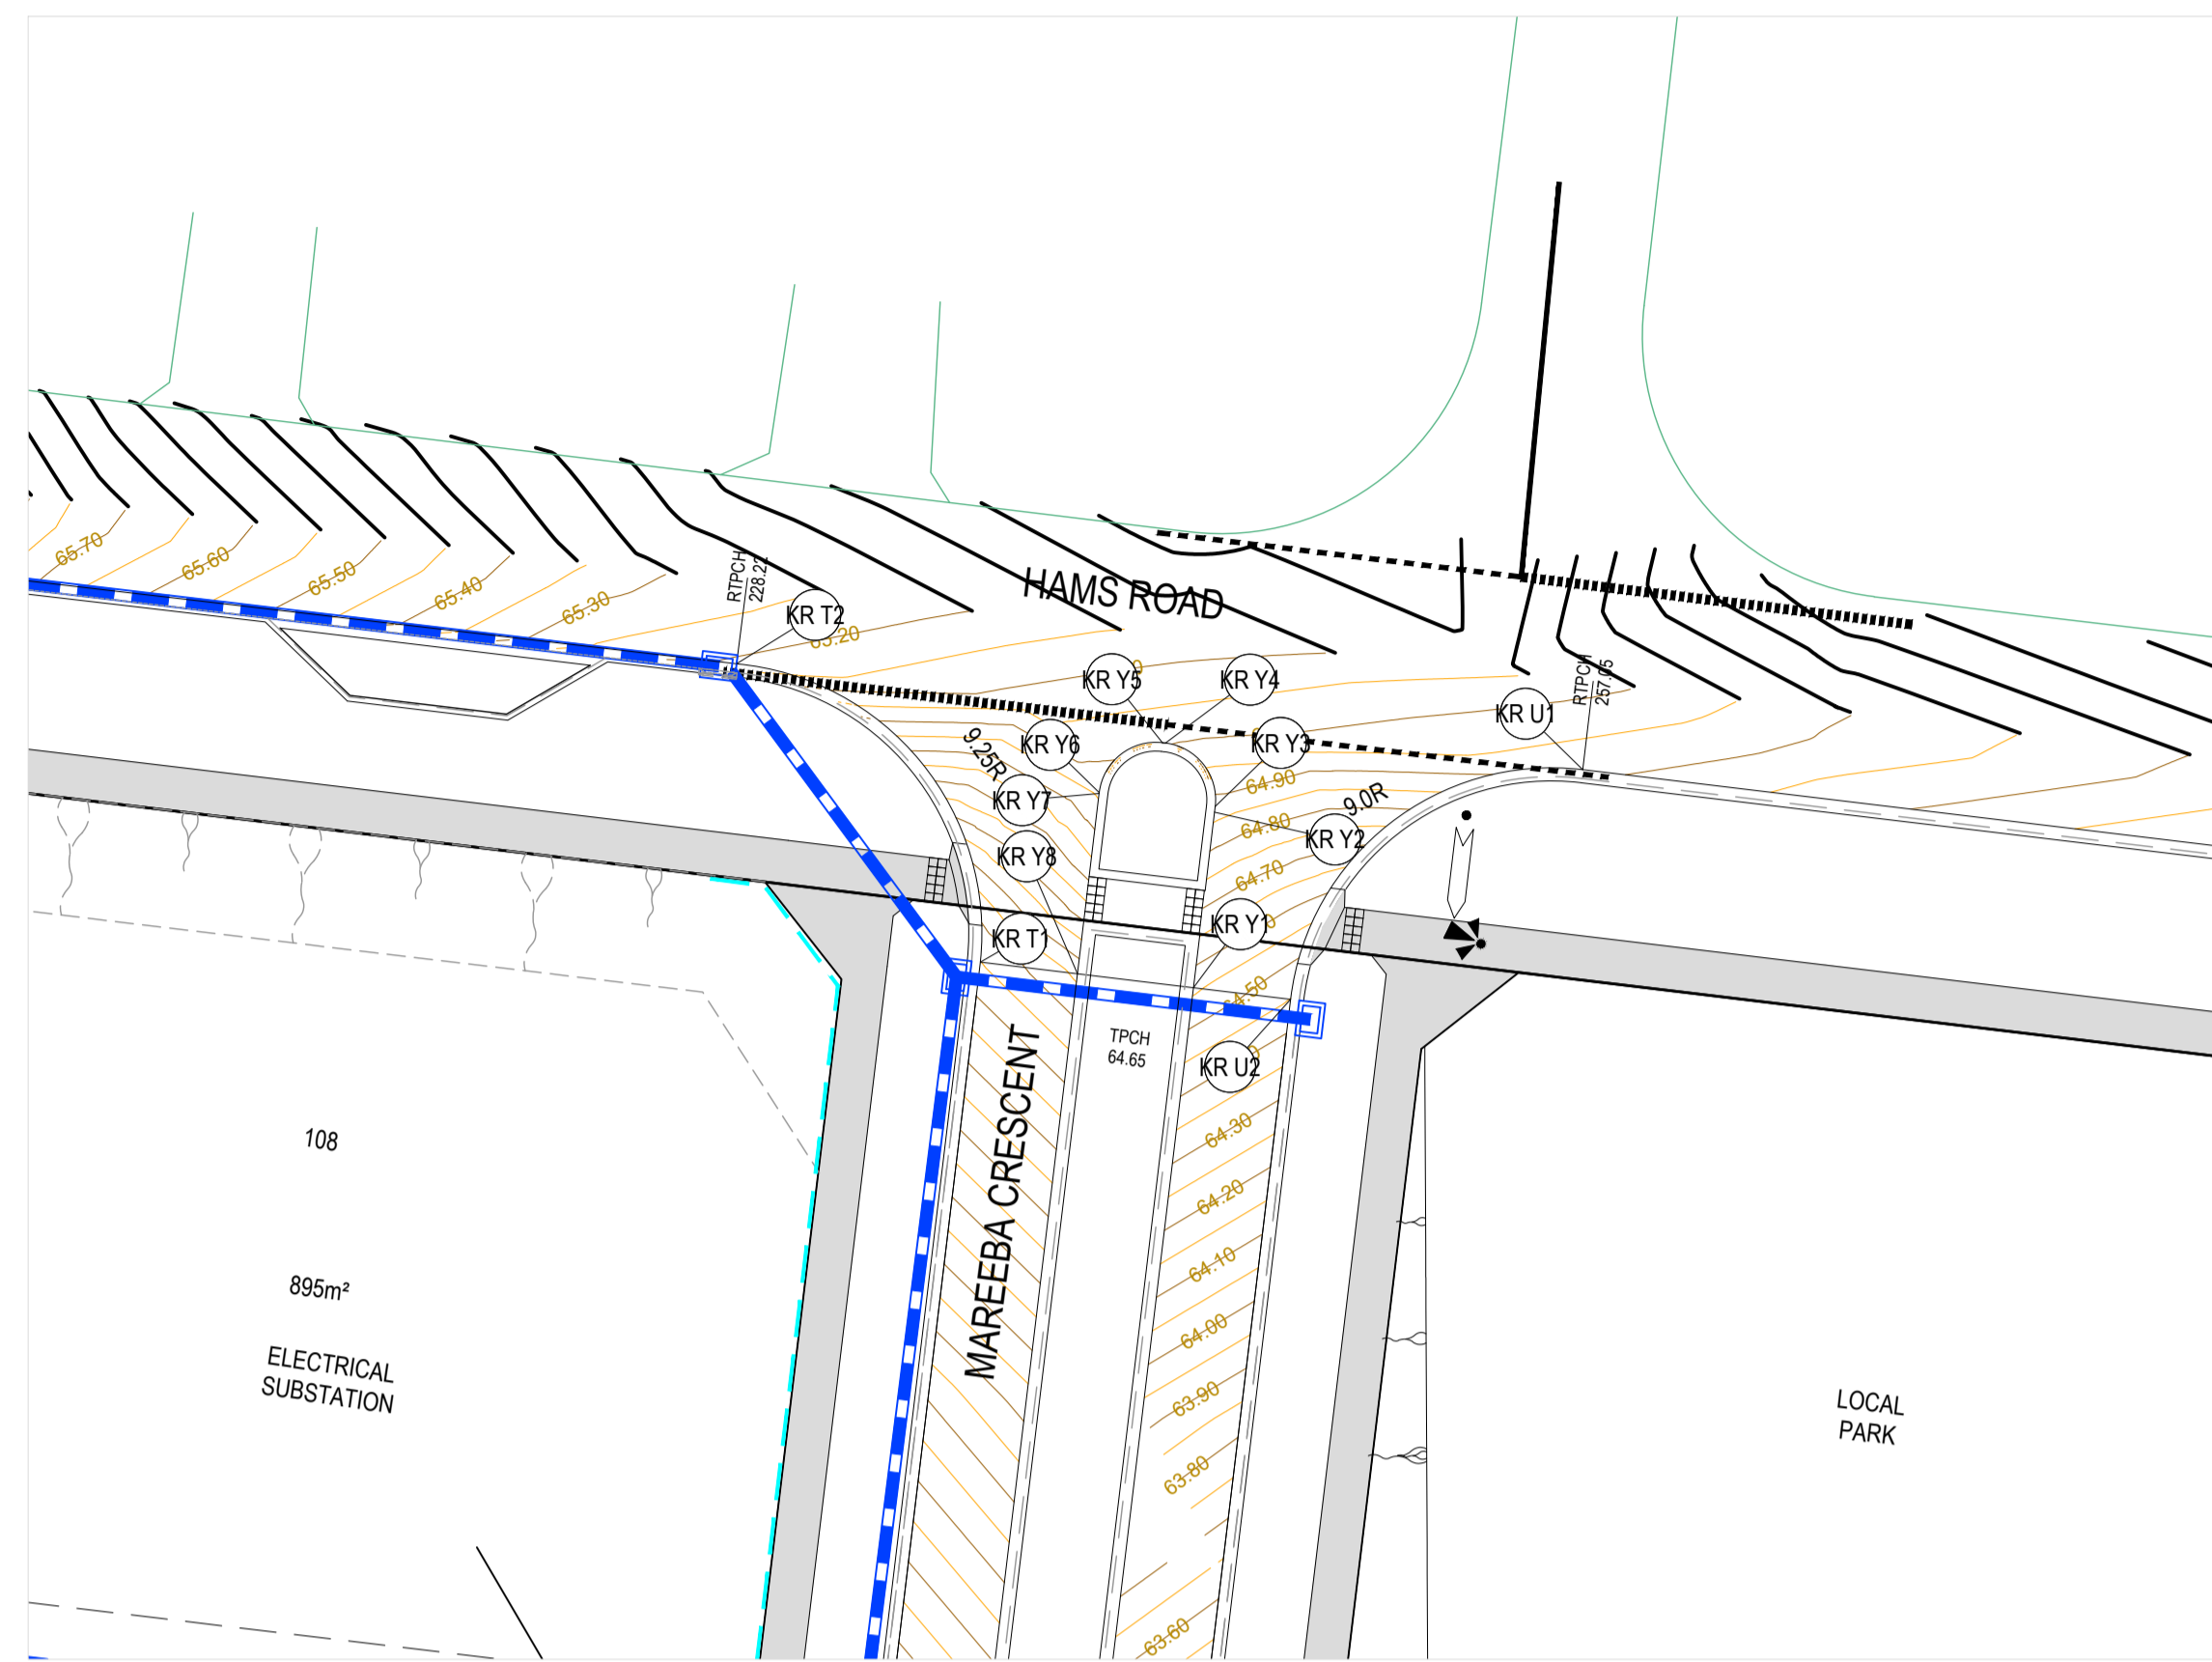 65.70
65.60
65.50
65.40
65.30
RTPCH
228.22
KR T2
65.20
HAMS ROAD
KR Y5
KR Y4
RTPCH
257.05
KR U1
9.25R
KR Y6
KR Y3
KR Y7
64.90
9.0R
64.80
KR Y2
KR Y8
64.70
KR T1
KR Y1
64.50
TPCH
64.65
KR U2
MAREEBA CRESCENT
64.30
64.20
64.10
64.00
63.90
63.80
63.60
108
895m²
ELECTRICAL
SUBSTATION
LOCAL
PARK